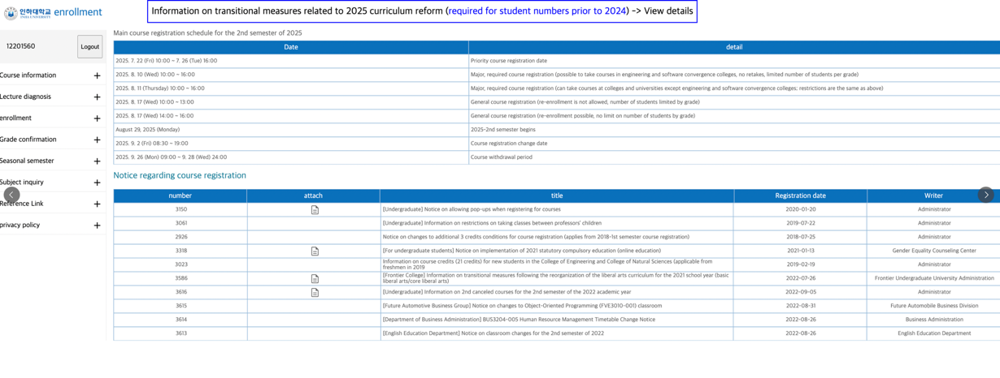 인하대학교 enrollment
INHA UNIVERSITY
Information on transitional measures related to 2025 curriculum reform (required for student numbers prior to 2024) -> View details
12201560
Logout
Course information +
Lecture diagnosis +
enrollment +
Grade confirmation +
Seasonal semester +
Subject inquiry +
Reference Link +
privacy policy +
Main course registration schedule for the 2nd semester of 2025
Date detail
2025. 7. 22 (Fri) 10:00 ~ 7. 26 (Tue) 16:00 Priority course registration date
2025. 8. 10 (Wed) 10:00 ~ 16:00 Major, required course registration (possible to take courses in engineering and software convergence colleges, no retakes, limited number of students per grade)
2025. 8. 11 (Thursday) 10:00 ~ 16:00 Major, required course registration (can take courses at colleges and universities except engineering and software convergence colleges; restrictions are the same as above)
2025. 8. 17 (Wed) 10:00 ~ 13:00 General course registration (re-enrollment is not allowed, number of students limited by grade)
2025. 8. 17 (Wed) 14:00 ~ 16:00 General course registration (re-enrollment possible, no limit on number of students by grade)
August 29, 2025 (Monday) 2025-2nd semester begins
2025. 9. 2 (Fri) 08:30 ~ 19:00 Course registration change date
2025. 9. 26 (Mon) 09:00 ~ 9. 28 (Wed) 24:00 Course withdrawal period
Notice regarding course registration
number attach title Registration date Writer
3150 [Undergraduate] Notice on allowing pop-ups when registering for courses 2020-01-20 Administrator
3061 [Undergraduate] Information on restrictions on taking classes between professors' children 2019-07-22 Administrator
2926 Notice on changes to additional 3 credits conditions for course registration (applies from 2018-1st semester course registration) 2018-07-25 Administrator
3318 [For undergraduate students] Notice on implementation of 2021 statutory compulsory education (online education) 2021-01-13 Gender Equality Counseling Center
3023 Information on course credits (21 credits) for new students in the College of Engineering and College of Natural Sciences (applicable from
freshmen in 2019 2019-02-19 Administrator
3586 [Frontier College] Information on transitional measures following the reorganization of the liberal arts curriculum for the 2021 school year (basic
liberal arts/core liberal arts) 2022-07-26 Frontier Undergraduate University Administration
3616 [Undergraduate] Information on 2nd canceled courses for the 2nd semester of the 2022 academic year 2022-09-05 Administrator
3615 [Future Automotive Business Group] Notice on changes to Object-Oriented Programming (FVE3010-001) classroom 2022-08-31 Future Automobile Business Division
3614 [Department of Business Administration] BUS3204-005 Human Resource Management Timetable Change Notice 2022-08-26 Business Administration
3613 [English Education Department] Notice on classroom changes for the 2nd semester of 2022 2022-08-26 English Education Department